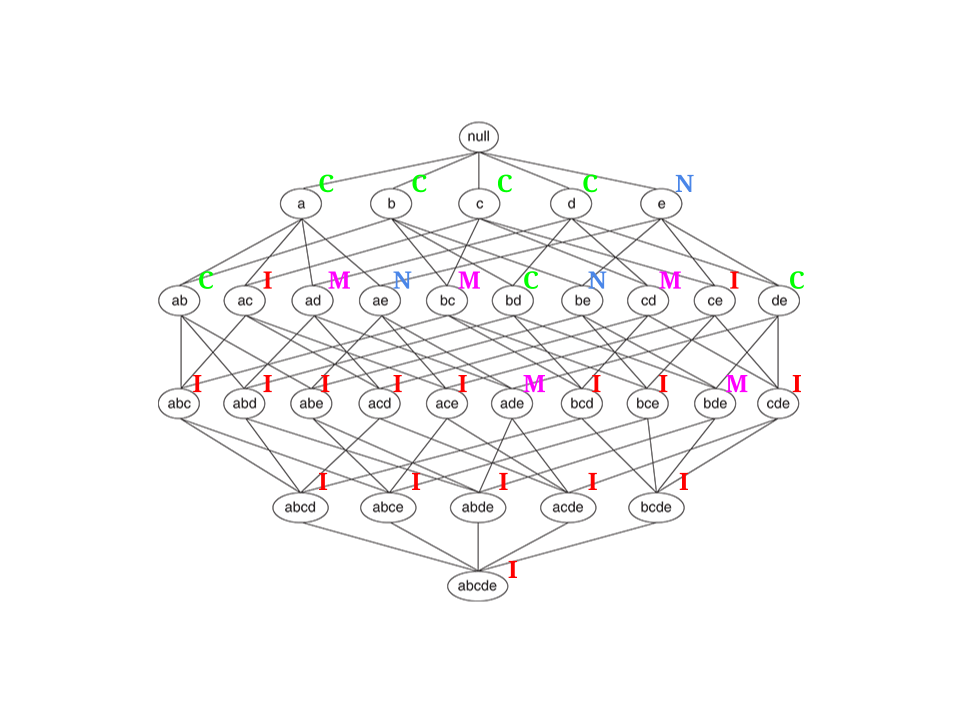 null
C C C C N
a b c d e
C I M N M C N M I C
ab ac ad ae bc bd be cd ce de
I I I I I M I I M I
abc abd abe acd ace ade bcd bce bde cde
I I I I I
abcd abce abde acde bcde
I
abcde